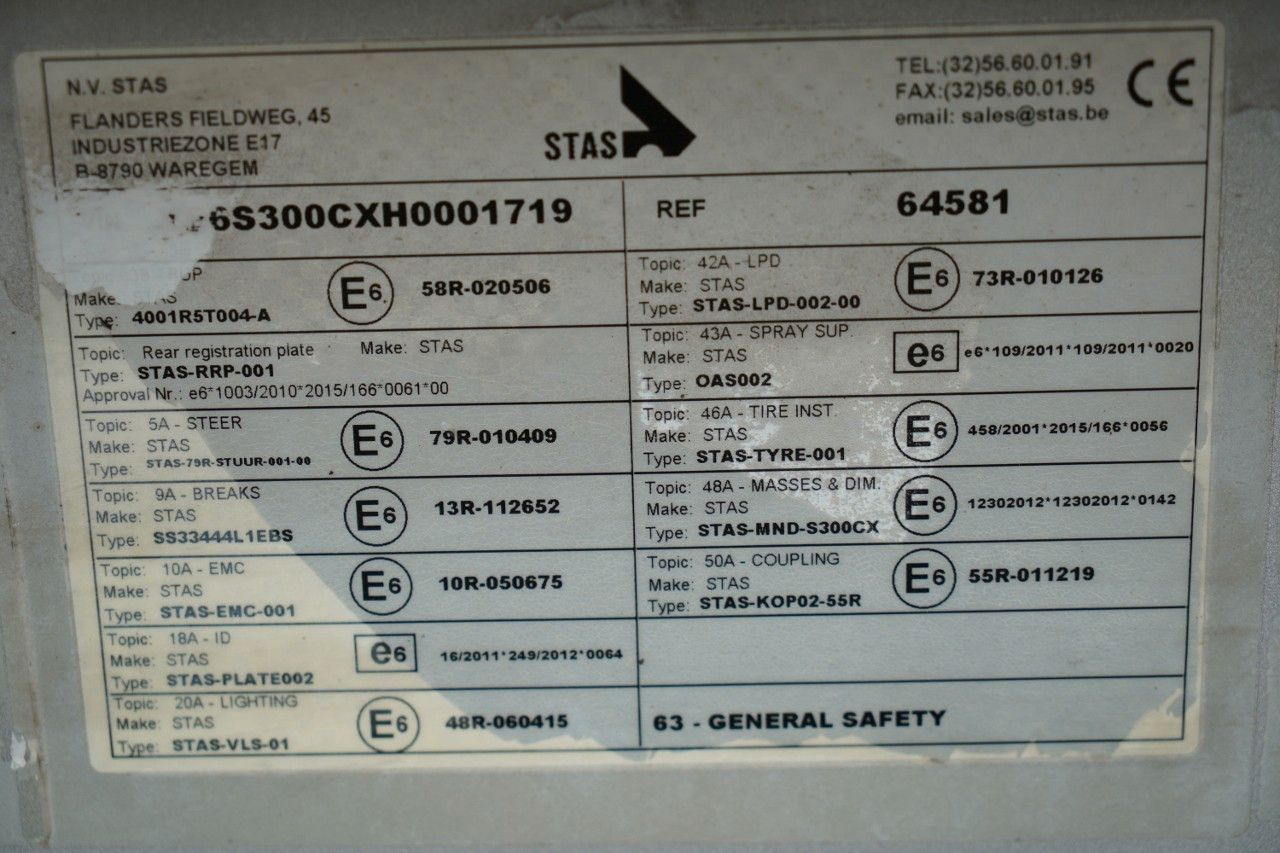 N.V. STAS
FLANDERS FIELDWEG, 45
INDUSTRIEZONE E17
B-8790 WAREGEM
STAS
TEL:(32)56.60.01.91
FAX:(32)56.60.01.95
email: sales@stas.be
CE
6S300CXH0001719
REF
64581
Make:
Type: 4001R5T004-A
E6
58R-020506
Topic: Rear registration plate Make: STAS
Type: STAS-RRP-001
Approval Nr.: e6*1003/2010*2015/166*0061*00
Topic: 5A - STEER
Make: STAS
Type: STAS-79R-STUUR-001-00
E6
79R-010409
Topic: 9A - BREAKS
Make: STAS
Type: SS33444L1EBS
E6
13R-112652
Topic: 10A - EMC
Make: STAS
Type: STAS-EMC-001
E6
10R-050675
Topic: 18A - ID
Make: STAS
Type: STAS-PLATE002
e6
16/2011*249/2012*0064
Topic: 20A - LIGHTING
Make: STAS
Type: STAS-VLS-01
E6
48R-060415
Topic: 42A - LPD
Make: STAS
Type: STAS-LPD-002-00
E6
73R-010126
Topic: 43A - SPRAY SUP.
Make: STAS
Type: OAS002
e6
e6*109/2011*109/2011*0020
Topic: 46A - TIRE INST.
Make: STAS
Type: STAS-TYRE-001
E6
458/2001*2015/166*0056
Topic: 48A - MASSES & DIM.
Make: STAS
Type: STAS-MND-S300CX
E6
12302012*12302012*0142
Topic: 50A - COUPLING
Make: STAS
Type: STAS-KOP02-55R
E6
55R-011219
63 - GENERAL SAFETY